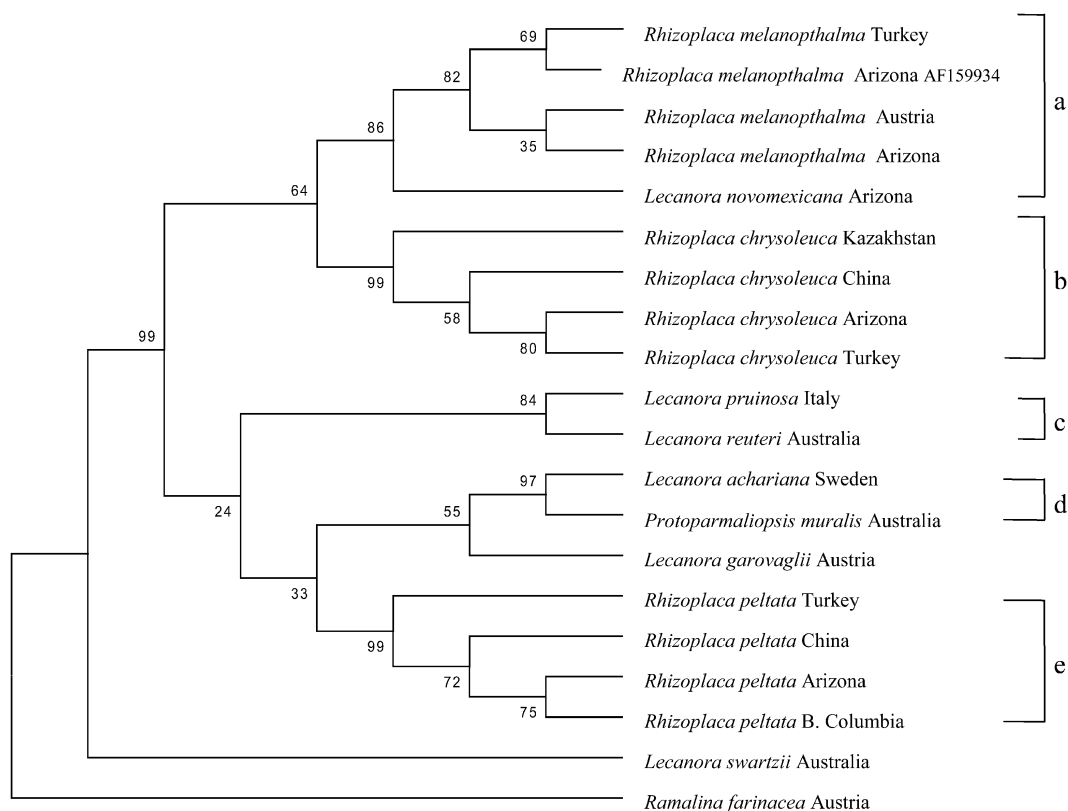 69
Rhizoplaca melanopthalma Turkey
82
Rhizoplaca melanopthalma Arizona AF159934
a
86
Rhizoplaca melanopthalma Austria
35
Rhizoplaca melanopthalma Arizona
64
Lecanora novomexicana Arizona
Rhizoplaca chrysoleuca Kazakhstan
99
Rhizoplaca chrysoleuca China
b
58
Rhizoplaca chrysoleuca Arizona
99
80
Rhizoplaca chrysoleuca Turkey
84
Lecanora pruinosa Italy
c
Lecanora reuteri Australia
97
Lecanora achariana Sweden
d
24
55
Protoparmaliopsis muralis Australia
Lecanora garovaglii Austria
33
Rhizoplaca peltata Turkey
99
Rhizoplaca peltata China
e
72
Rhizoplaca peltata Arizona
75
Rhizoplaca peltata B. Columbia
Lecanora swartzii Australia
Ramalina farinacea Austria